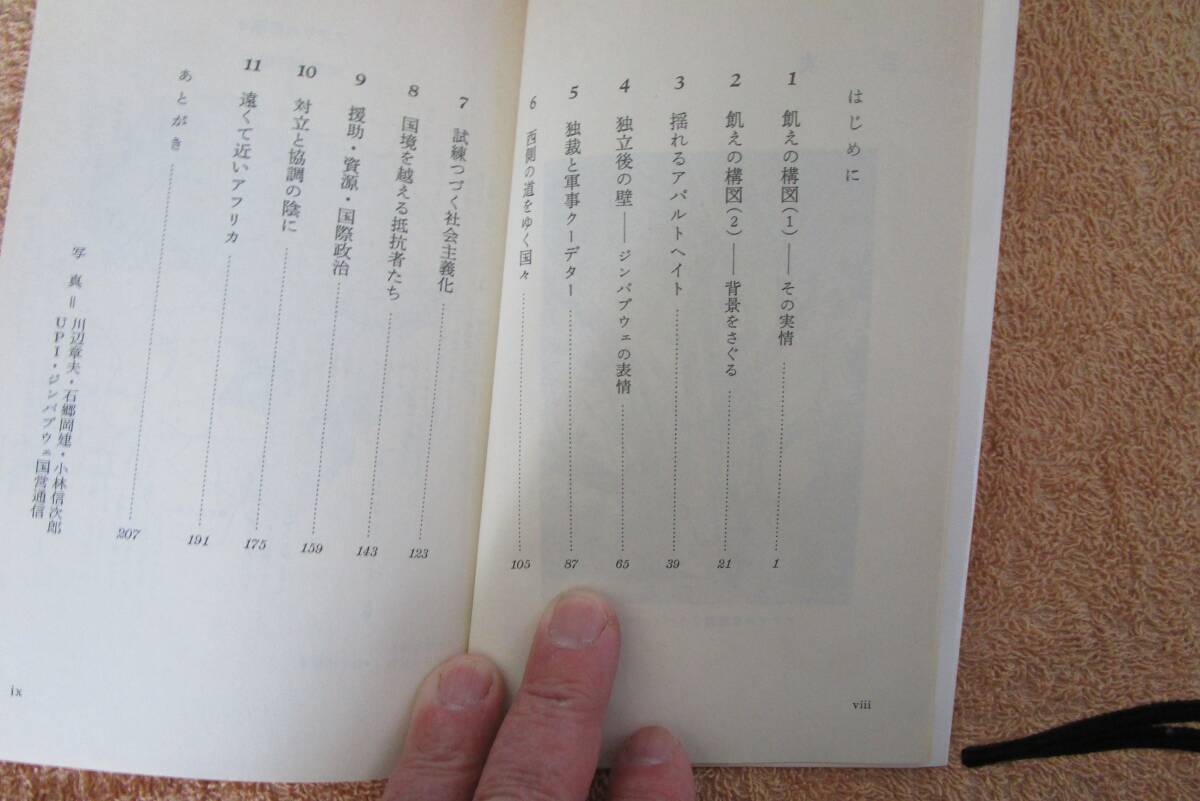 はじめに
1 飢えの構図(1)――その実情 1
2 飢えの構図(2)――背景をさぐる 21
3 揺れるアパルトヘイト 39
4 独立後の壁――ジンバブウェの表情 65
5 独裁と軍事クーデター 87
6 西側の道をゆく国々 105
viii
7 試練つづく社会主義化 123
8 国境を越える抵抗者たち 143
9 援助・資源・国際政治 159
10 対立と協調の陰に 175
11 遠くて近いアフリカ 191
あとがき 207
写真＝川辺章夫・石郷岡建・小林信次郎
UPI・ジンバブウェ国営通信
ix